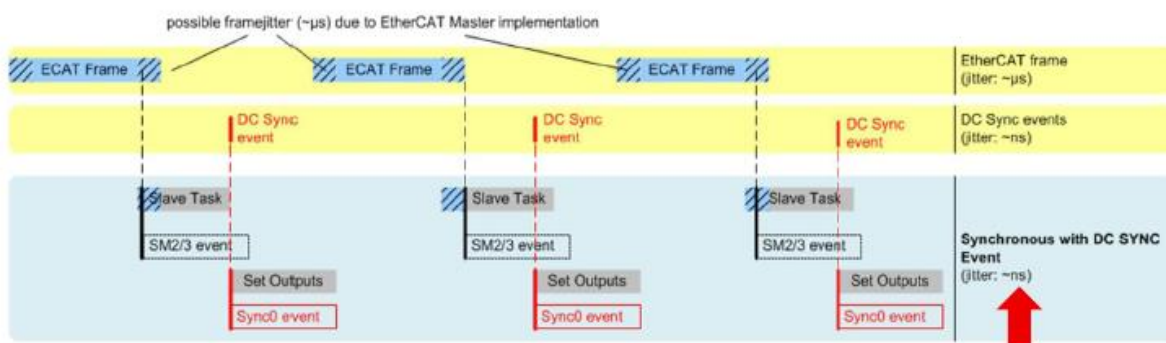 possible framejitter (~µs) due to EtherCAT Master implementation
ECAT Frame
ECAT Frame
ECAT Frame
EtherCAT frame
(jitter: ~µs)
DC Sync
event
DC Sync
event
DC Sync
event
DC Sync events
(jitter: ~ns)
Slave Task
Slave Task
Slave Task
SM2/3 event
SM2/3 event
SM2/3 event
Synchronous with DC SYNC
Event
(jitter: ~ns)
Set Outputs
Set Outputs
Set Outputs
Sync0 event
Sync0 event
Sync0 event